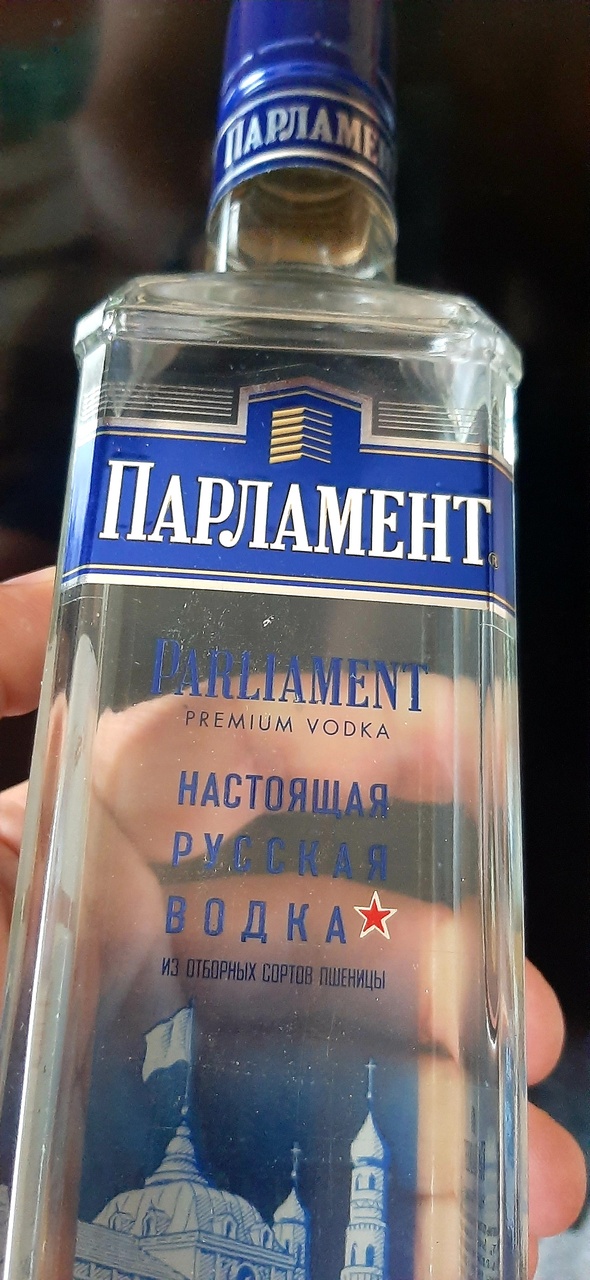 ПАРЛАМЕН
ПАРЛАМЕНТ®
PARLIAMENT
PREMIUM VODKA
НАСТОЯЩАЯ
РУССКАЯ
ВОДКА
ИЗ ОТБОРНЫХ СОРТОВ ПШЕНИЦЫ